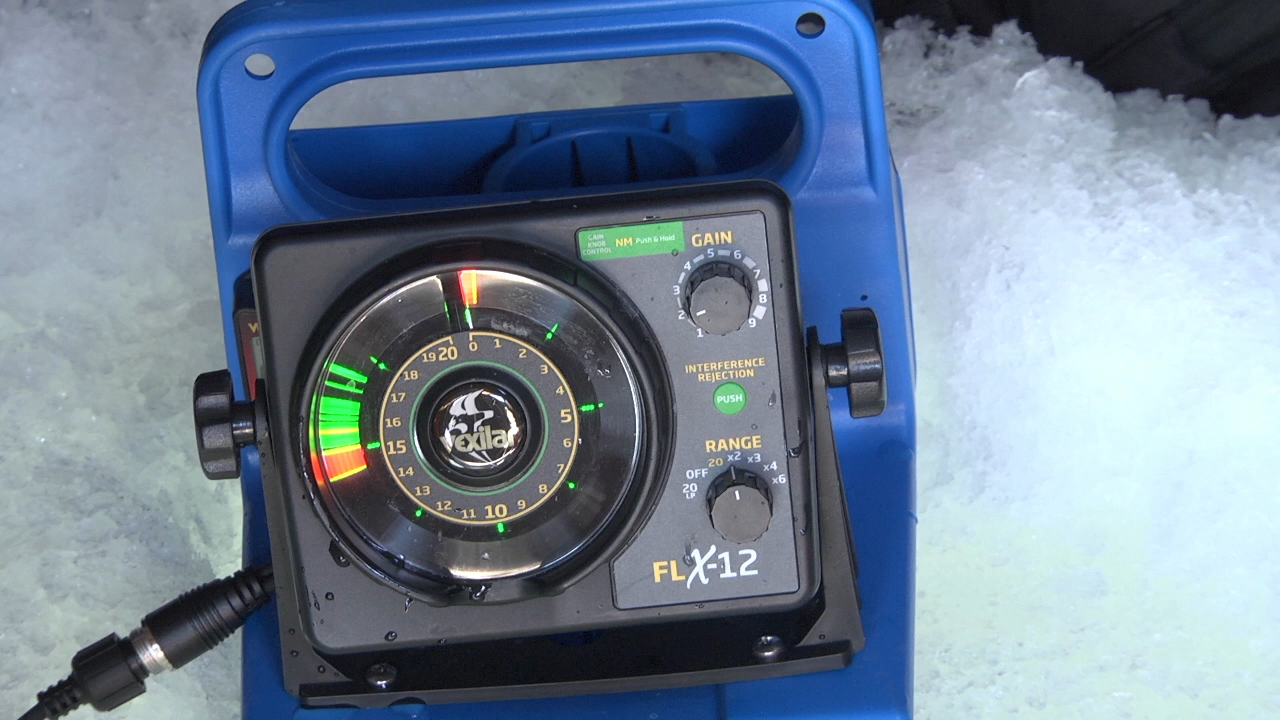 GAIN KNOB CONTROL NM Push & Hold
GAIN
1 2 3 4 5 6 7 8 9
INTERFERENCE
REJECTION
PUSH
RANGE
20 LP OFF 20 x2 x3 x4 x6
FLX-12
0 1 2 3 4 5 6 7 8 9 10 11 12 13 14 15 16 17 18 19 20
vexilar